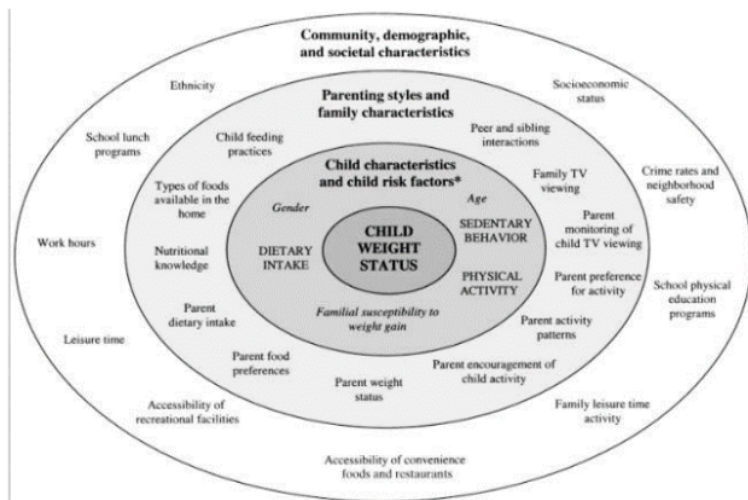 Community, demographic,
and societal characteristics
Ethnicity
Socioeconomic
status
Parenting styles and
family characteristics
School lunch
programs
Child feeding
practices
Peer and sibling
interactions
Child characteristics
and child risk factors*
Family TV
viewing
Crime rates and
neighborhood
safety
Types of foods
available in the
home
Gender
Age
Parent
monitoring of
child TV viewing
CHILD
WEIGHT
STATUS
SEDENTARY
BEHAVIOR
Work hours
Nutritional
knowledge
DIETARY
INTAKE
PHYSICAL
ACTIVITY
Parent preference
for activity
School physical
education
programs
Parent
dietary intake
Familial susceptibility to
weight gain
Parent activity
patterns
Leisure time
Parent food
preferences
Parent weight
status
Parent encouragement of
child activity
Accessibility of
recreational facilities
Family leisure time
activity
Accessibility of convenience
foods and restaurants